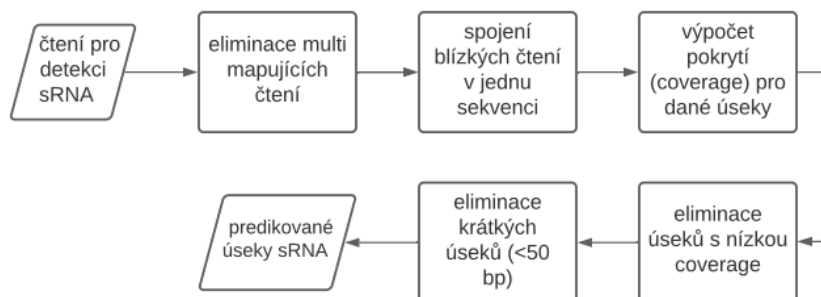 čtení pro
detekci
sRNA
eliminace multi
mapujících
čtení
spojení
blízkých čtení
v jednu
sekvenci
výpočet
pokrytí
(coverage) pro
dané úseky
eliminace
úseků s nízkou
coverage
eliminace
krátkých
úseků (<50
bp)
predikované
úseky sRNA